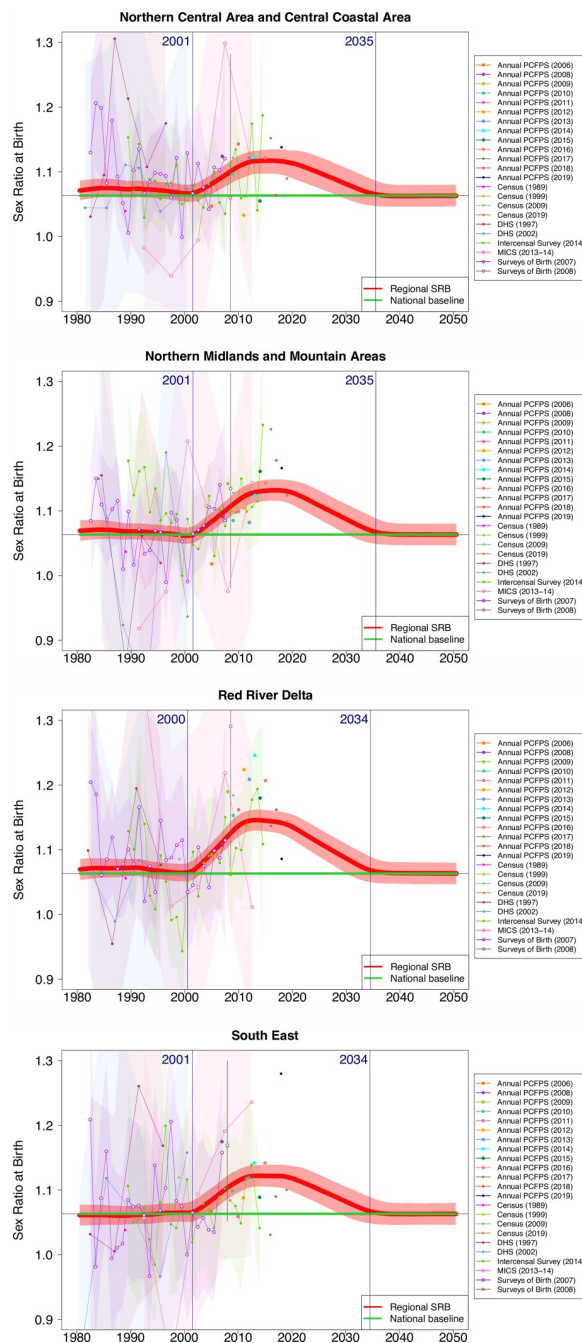 Northern Central Area and Central Coastal Area
2001 2035
Sex Ratio at Birth
1.3
1.2
1.1
1.0
0.9
Regional SRB
National baseline
1980 1990 2000 2010 2020 2030 2040 2050
Annual PCFPS (2006)
Annual PCFPS (2008)
Annual PCFPS (2009)
Annual PCFPS (2010)
Annual PCFPS (2011)
Annual PCFPS (2012)
Annual PCFPS (2013)
Annual PCFPS (2014)
Annual PCFPS (2015)
Annual PCFPS (2016)
Annual PCFPS (2017)
Annual PCFPS (2018)
Annual PCFPS (2019)
Census (1989)
Census (1999)
Census (2009)
Census (2019)
DHS (1997)
DHS (2002)
Intercensal Survey (2014
MICS (2013−14)
Surveys of Birth (2007)
Surveys of Birth (2008)
Northern Midlands and Mountain Areas
2001 2035
Sex Ratio at Birth
1.3
1.2
1.1
1.0
0.9
Regional SRB
National baseline
1980 1990 2000 2010 2020 2030 2040 2050
Annual PCFPS (2006)
Annual PCFPS (2008)
Annual PCFPS (2009)
Annual PCFPS (2010)
Annual PCFPS (2011)
Annual PCFPS (2012)
Annual PCFPS (2013)
Annual PCFPS (2014)
Annual PCFPS (2015)
Annual PCFPS (2016)
Annual PCFPS (2017)
Annual PCFPS (2018)
Annual PCFPS (2019)
Census (1989)
Census (1999)
Census (2009)
Census (2019)
DHS (1997)
DHS (2002)
Intercensal Survey (2014
MICS (2013−14)
Surveys of Birth (2007)
Surveys of Birth (2008)
Red River Delta
2000 2034
Sex Ratio at Birth
1.3
1.2
1.1
1.0
0.9
Regional SRB
National baseline
1980 1990 2000 2010 2020 2030 2040 2050
Annual PCFPS (2006)
Annual PCFPS (2008)
Annual PCFPS (2009)
Annual PCFPS (2010)
Annual PCFPS (2011)
Annual PCFPS (2012)
Annual PCFPS (2013)
Annual PCFPS (2014)
Annual PCFPS (2015)
Annual PCFPS (2016)
Annual PCFPS (2017)
Annual PCFPS (2018)
Annual PCFPS (2019)
Census (1989)
Census (1999)
Census (2009)
Census (2019)
DHS (1997)
DHS (2002)
Intercensal Survey (2014
MICS (2013−14)
Surveys of Birth (2007)
Surveys of Birth (2008)
South East
2001 2034
Sex Ratio at Birth
1.3
1.2
1.1
1.0
0.9
Regional SRB
National baseline
1980 1990 2000 2010 2020 2030 2040 2050
Annual PCFPS (2006)
Annual PCFPS (2008)
Annual PCFPS (2009)
Annual PCFPS (2010)
Annual PCFPS (2011)
Annual PCFPS (2012)
Annual PCFPS (2013)
Annual PCFPS (2014)
Annual PCFPS (2015)
Annual PCFPS (2016)
Annual PCFPS (2017)
Annual PCFPS (2018)
Annual PCFPS (2019)
Census (1989)
Census (1999)
Census (2009)
Census (2019)
DHS (1997)
DHS (2002)
Intercensal Survey (2014
MICS (2013−14)
Surveys of Birth (2007)
Surveys of Birth (2008)